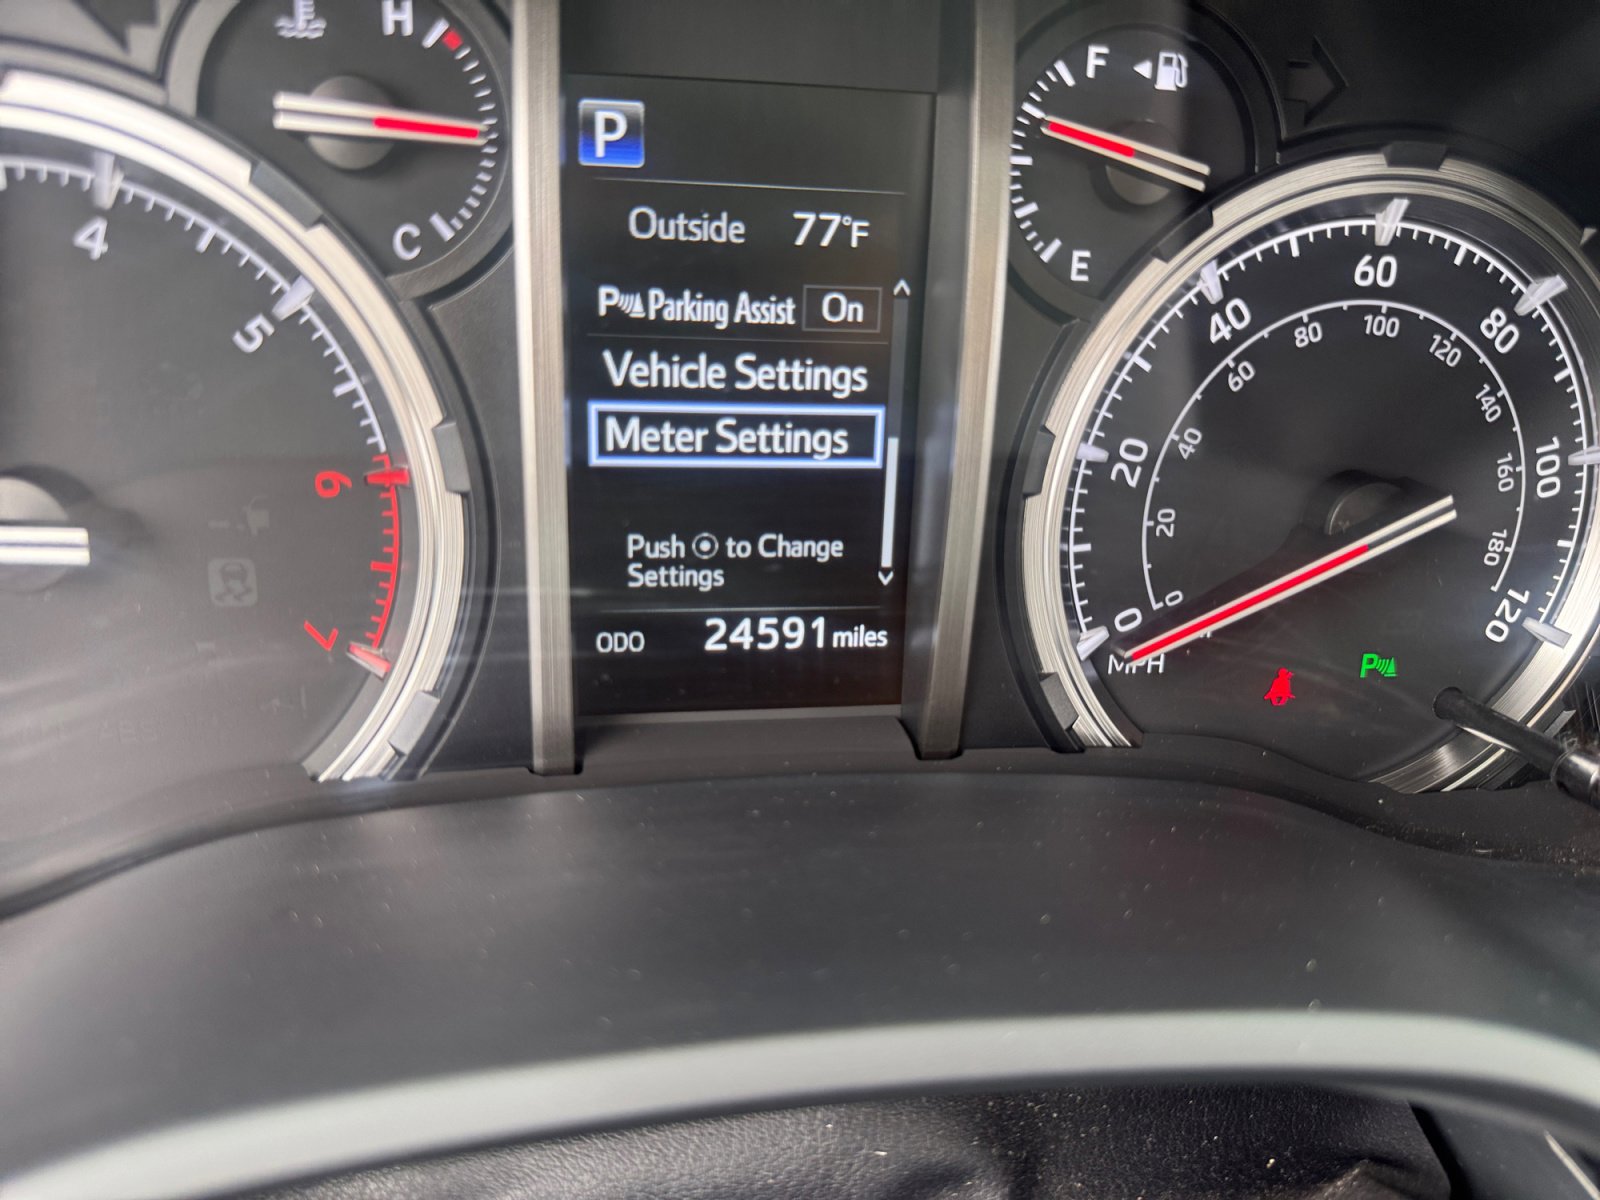 H
C
4
5
6
7
P
Outside 77°F
P Parking Assist On
Vehicle Settings
Meter Settings
Push to Change
Settings
ODO 24591 miles
F
E
0
20
40
60
80
100
120
0
20
40
60
80
100
120
140
160
180
MPH
P